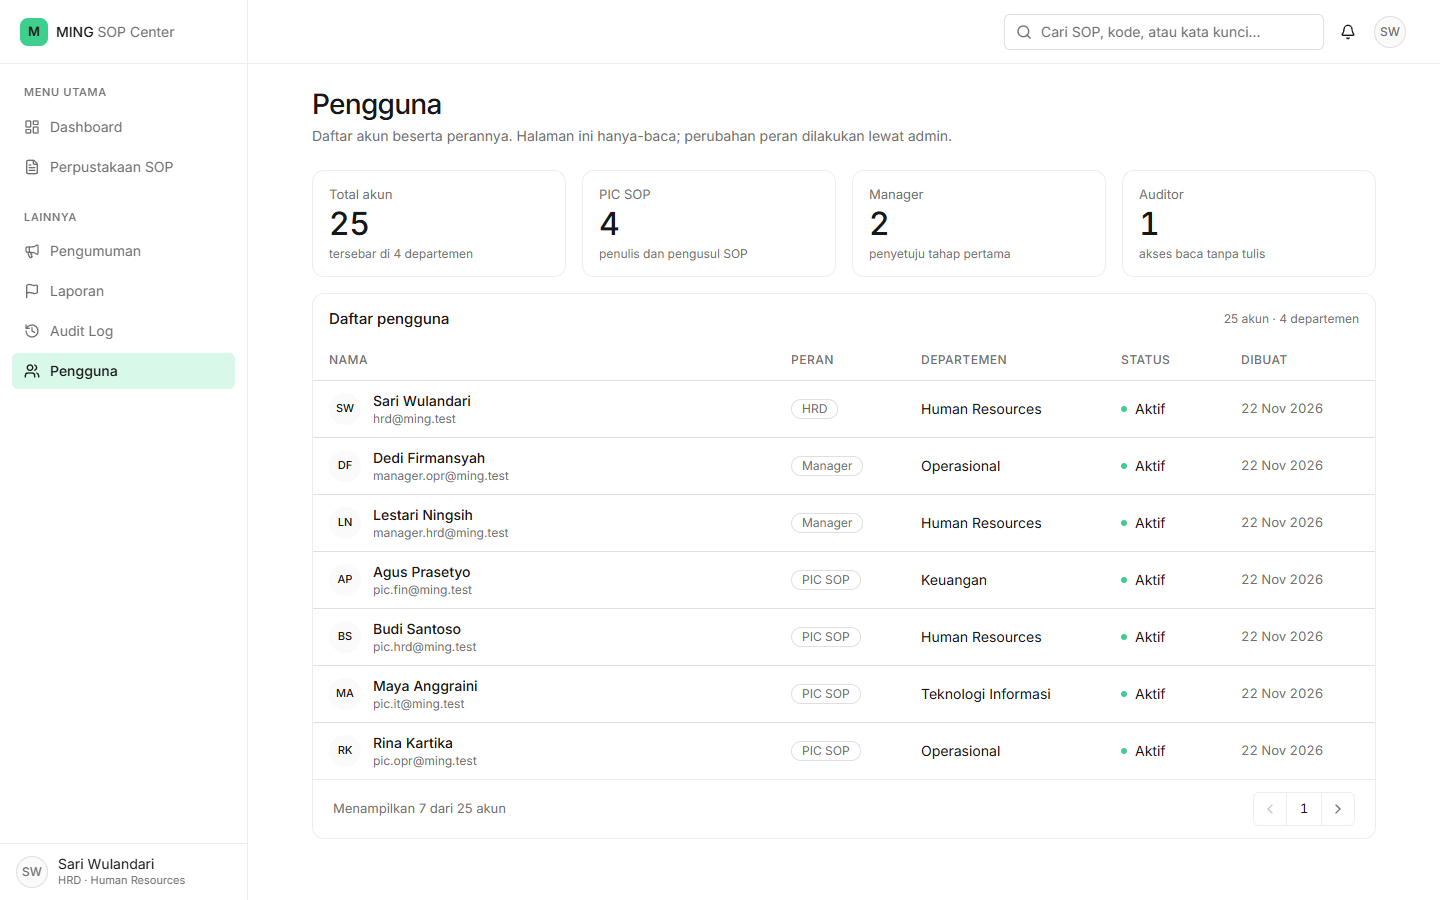 M MING SOP Center
Cari SOP, kode, atau kata kunci...
SW
MENU UTAMA
Dashboard
Perpustakaan SOP
LAINNYA
Pengumuman
Laporan
Audit Log
Pengguna
Sari Wulandari
SW
HRD · Human Resources
Pengguna
Daftar akun beserta perannya. Halaman ini hanya-baca; perubahan peran dilakukan lewat admin.
Total akun
25
tersebar di 4 departemen
PIC SOP
4
penulis dan pengusul SOP
Manager
2
penyetuju tahap pertama
Auditor
1
akses baca tanpa tulis
Daftar pengguna
25 akun · 4 departemen
NAMA PERAN DEPARTEMEN STATUS DIBUAT
SW Sari Wulandari HRD Human Resources Aktif 22 Nov 2026
hrd@ming.test
DF Dedi Firmansyah Manager Operasional Aktif 22 Nov 2026
manager.opr@ming.test
LN Lestari Ningsih Manager Human Resources Aktif 22 Nov 2026
manager.hrd@ming.test
AP Agus Prasetyo PIC SOP Keuangan Aktif 22 Nov 2026
pic.fin@ming.test
BS Budi Santoso PIC SOP Human Resources Aktif 22 Nov 2026
pic.hrd@ming.test
MA Maya Anggraini PIC SOP Teknologi Informasi Aktif 22 Nov 2026
pic.it@ming.test
RK Rina Kartika PIC SOP Operasional Aktif 22 Nov 2026
pic.opr@ming.test
Menampilkan 7 dari 25 akun
1